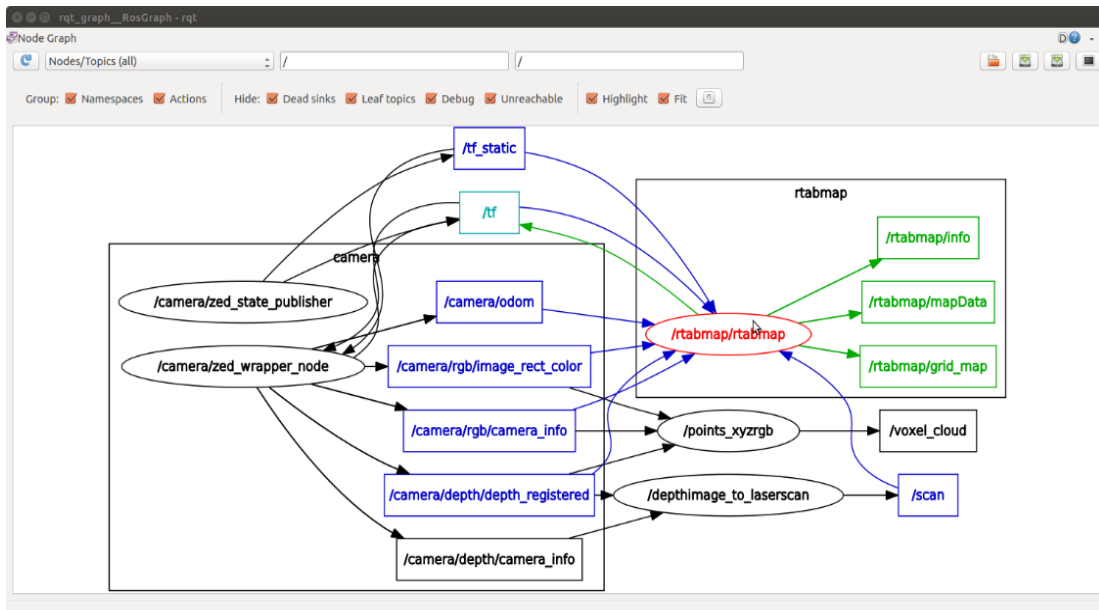 rqt_graph__RosGraph - rqt
Node Graph
D
-
Nodes/Topics (all)
/
/
Group:
Namespaces
Actions
Hide:
Dead sinks
Leaf topics
Debug
Unreachable
Highlight
Fit
/tf_static
rtabmap
/tf
/rtabmap/info
camera
/camera/zed_state_publisher
/camera/odom
/rtabmap/mapData
/rtabmap/rtabmap
/camera/zed_wrapper_node
/camera/rgb/image_rect_color
/rtabmap/grid_map
/camera/rgb/camera_info
/points_xyzrgb
/voxel_cloud
/camera/depth/depth_registered
/depthimage_to_laserscan
/scan
/camera/depth/camera_info